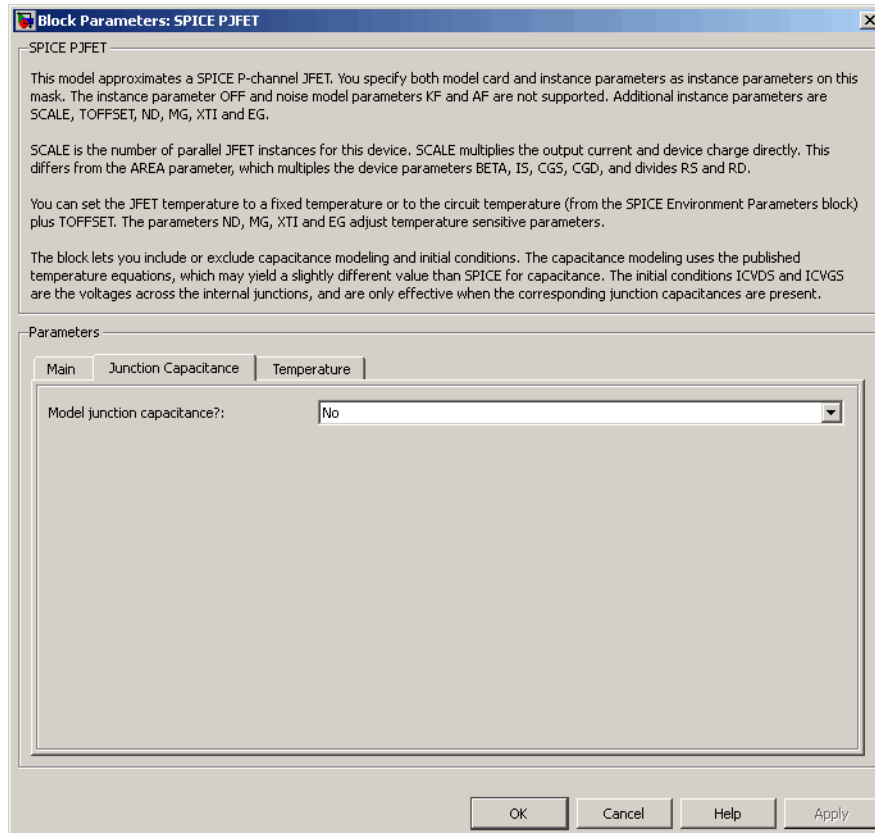 Block Parameters: SPICE PJFET
SPICE PJFET
This model approximates a SPICE P-channel JFET. You specify both model card and instance parameters as instance parameters on this
mask. The instance parameter OFF and noise model parameters KF and AF are not supported. Additional instance parameters are
SCALE, TOFFSET, ND, MG, XTI and EG.
SCALE is the number of parallel JFET instances for this device. SCALE multiplies the output current and device charge directly. This
differs from the AREA parameter, which multiples the device parameters BETA, IS, CGS, CGD, and divides RS and RD.
You can set the JFET temperature to a fixed temperature or to the circuit temperature (from the SPICE Environment Parameters block)
plus TOFFSET. The parameters ND, MG, XTI and EG adjust temperature sensitive parameters.
The block lets you include or exclude capacitance modeling and initial conditions. The capacitance modeling uses the published
temperature equations, which may yield a slightly different value than SPICE for capacitance. The initial conditions ICVDS and ICVGS
are the voltages across the internal junctions, and are only effective when the corresponding junction capacitances are present.
Parameters
Main Junction Capacitance Temperature
Model junction capacitance?: No
OK Cancel Help Apply